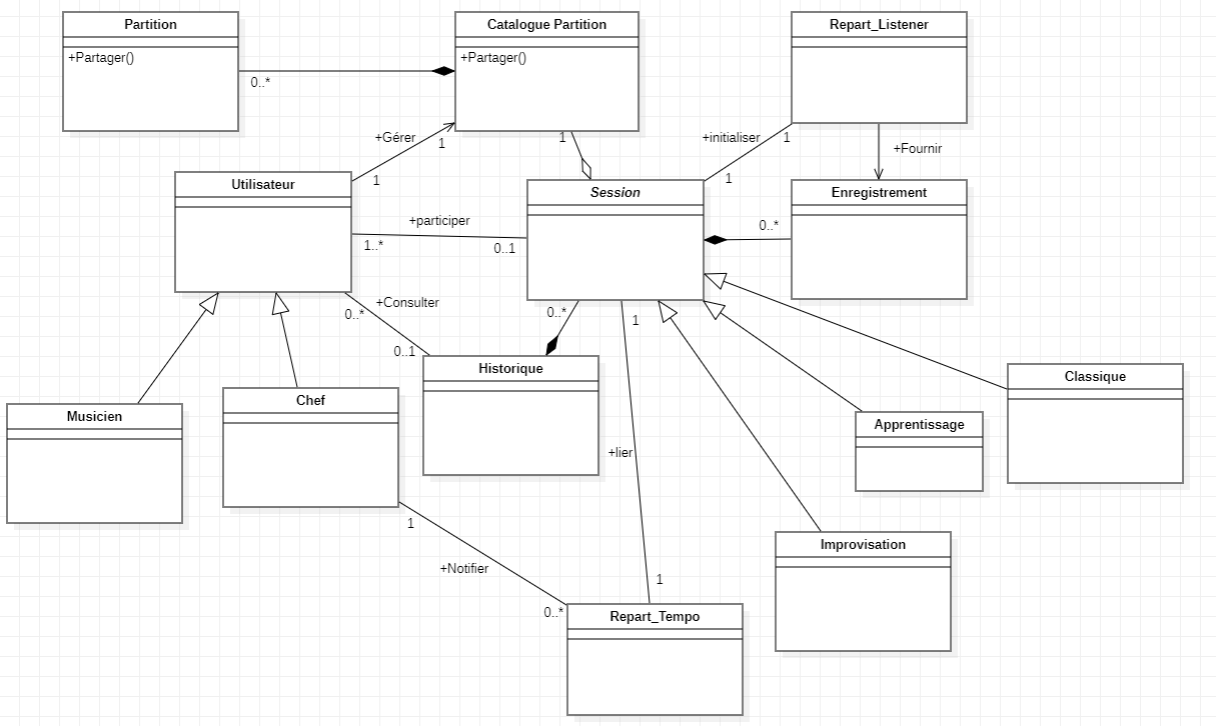 Partition
+Partager()
0..*
Catalogue Partition
+Partager()
Repart_Listener
+Gérer
1
1
1
+initialiser
1
1
+Fournir
Utilisateur
Session
Enregistrement
+participer
1..*
0..1
0..*
+Consulter
0..*
0..1
0..*
1
Historique
Classique
Musicien
Chef
Apprentissage
+lier
1
+Notifier
0..*
1
Improvisation
Repart_Tempo